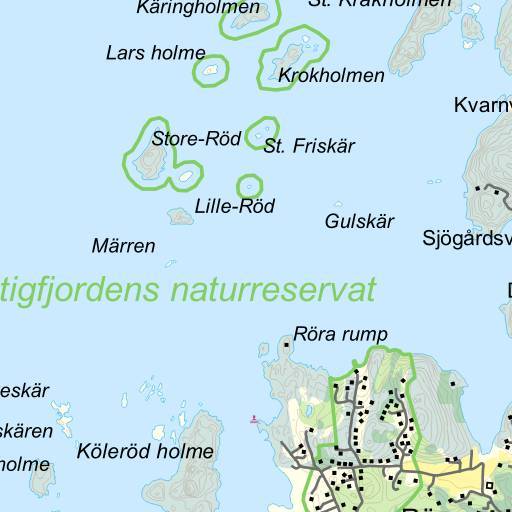 Käringholmen
St. Kråkholmen
Lars holme
Krokholmen
Kvarnv
Store-Röd
St. Friskär
Lille-Röd
Gulskär
Märren
Sjögårdsv
tigfjordens naturreservat
Röra rump
eskär
skären
Köleröd holme
holme